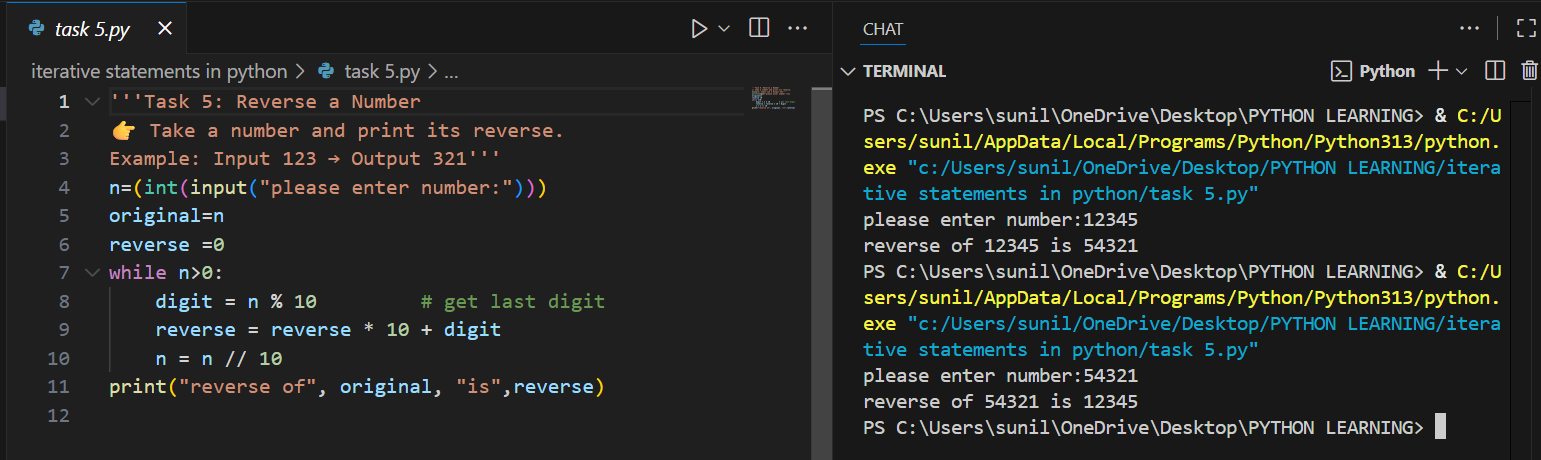 task 5.py
iterative statements in python > task 5.py > ...
1 '''Task 5: Reverse a Number
2 👉 Take a number and print its reverse.
3 Example: Input 123 → Output 321'''
4 n=(int(input("please enter number:")))
5 original=n
6 reverse =0
7 while n>0:
8     digit = n % 10         # get last digit
9     reverse = reverse * 10 + digit
10     n = n // 10
11 print("reverse of", original, "is",reverse)
12
CHAT
TERMINAL
Python
PS C:\Users\sunil\OneDrive\Desktop\PYTHON LEARNING> & C:/U
sers/sunil/AppData/Local/Programs/Python/Python313/python.
exe "c:/Users/sunil/OneDrive/Desktop/PYTHON LEARNING/itera
tive statements in python/task 5.py"
please enter number:12345
reverse of 12345 is 54321
PS C:\Users\sunil\OneDrive\Desktop\PYTHON LEARNING> & C:/U
sers/sunil/AppData/Local/Programs/Python/Python313/python.
exe "c:/Users/sunil/OneDrive/Desktop/PYTHON LEARNING/itera
tive statements in python/task 5.py"
please enter number:54321
reverse of 54321 is 12345
PS C:\Users\sunil\OneDrive\Desktop\PYTHON LEARNING>